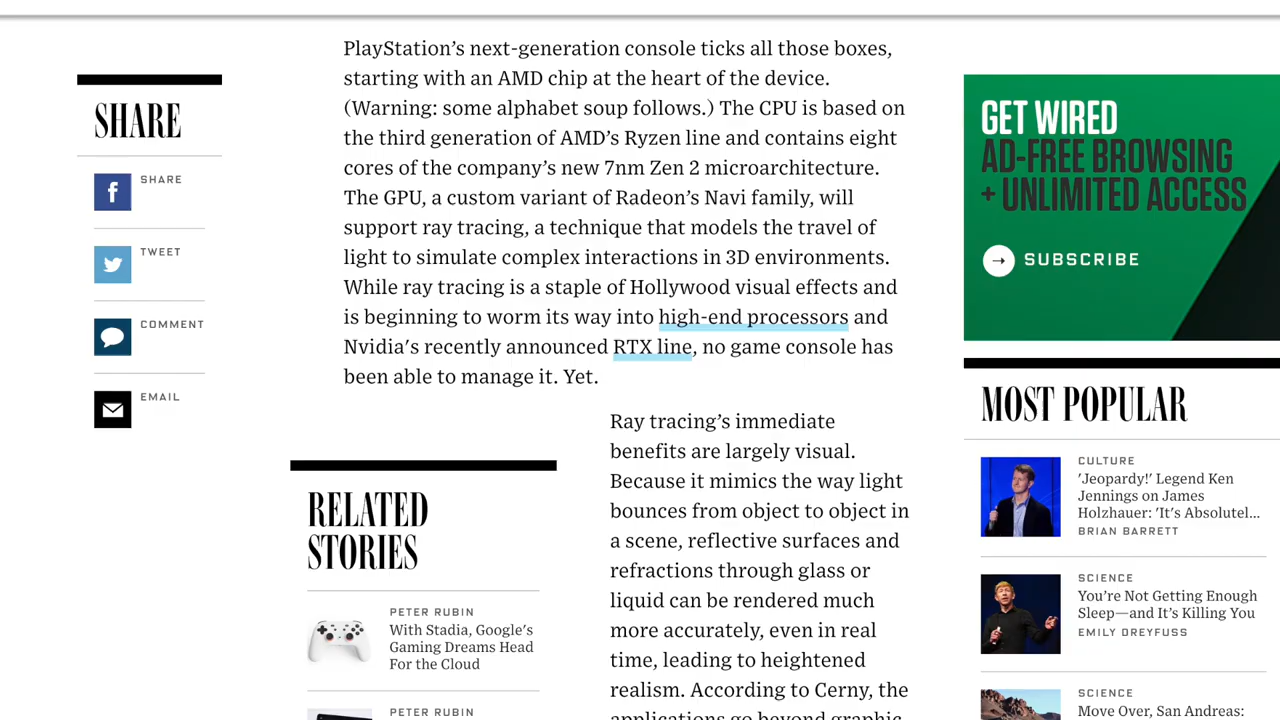 PlayStation’s next-generation console ticks all those boxes,
starting with an AMD chip at the heart of the device.
(Warning: some alphabet soup follows.) The CPU is based on
the third generation of AMD’s Ryzen line and contains eight
cores of the company’s new 7nm Zen 2 microarchitecture.
The GPU, a custom variant of Radeon’s Navi family, will
support ray tracing, a technique that models the travel of
light to simulate complex interactions in 3D environments.
While ray tracing is a staple of Hollywood visual effects and
is beginning to worm its way into high-end processors and
Nvidia's recently announced RTX line, no game console has
been able to manage it. Yet.
Ray tracing’s immediate
benefits are largely visual.
Because it mimics the way light
bounces from object to object in
a scene, reflective surfaces and
refractions through glass or
liquid can be rendered much
more accurately, even in real
time, leading to heightened
realism. According to Cerny, the
applications go beyond graphic
SHARE
SHARE
TWEET
COMMENT
EMAIL
RELATED
STORIES
PETER RUBIN
With Stadia, Google's
Gaming Dreams Head
For the Cloud
PETER RUBIN
GET WIRED
AD-FREE BROWSING
+ UNLIMITED ACCESS
SUBSCRIBE
MOST POPULAR
CULTURE
'Jeopardy!' Legend Ken
Jennings on James
Holzhauer: 'It's Absolutel...
BRIAN BARRETT
SCIENCE
You’re Not Getting Enough
Sleep—and It’s Killing You
EMILY DREYFUSS
SCIENCE
Move Over, San Andreas: